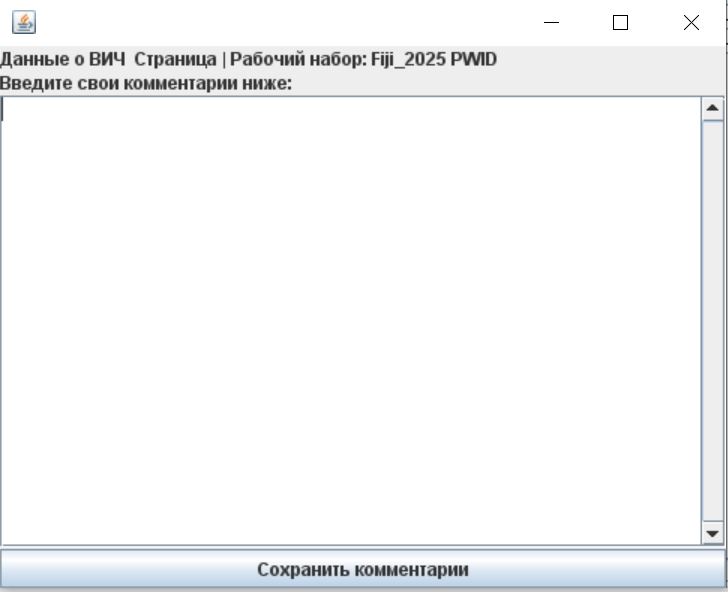 Данные о ВИЧ  Страница | Рабочий набор: Fiji_2025 PWID
Введите свои комментарии ниже:
Сохранить комментарии